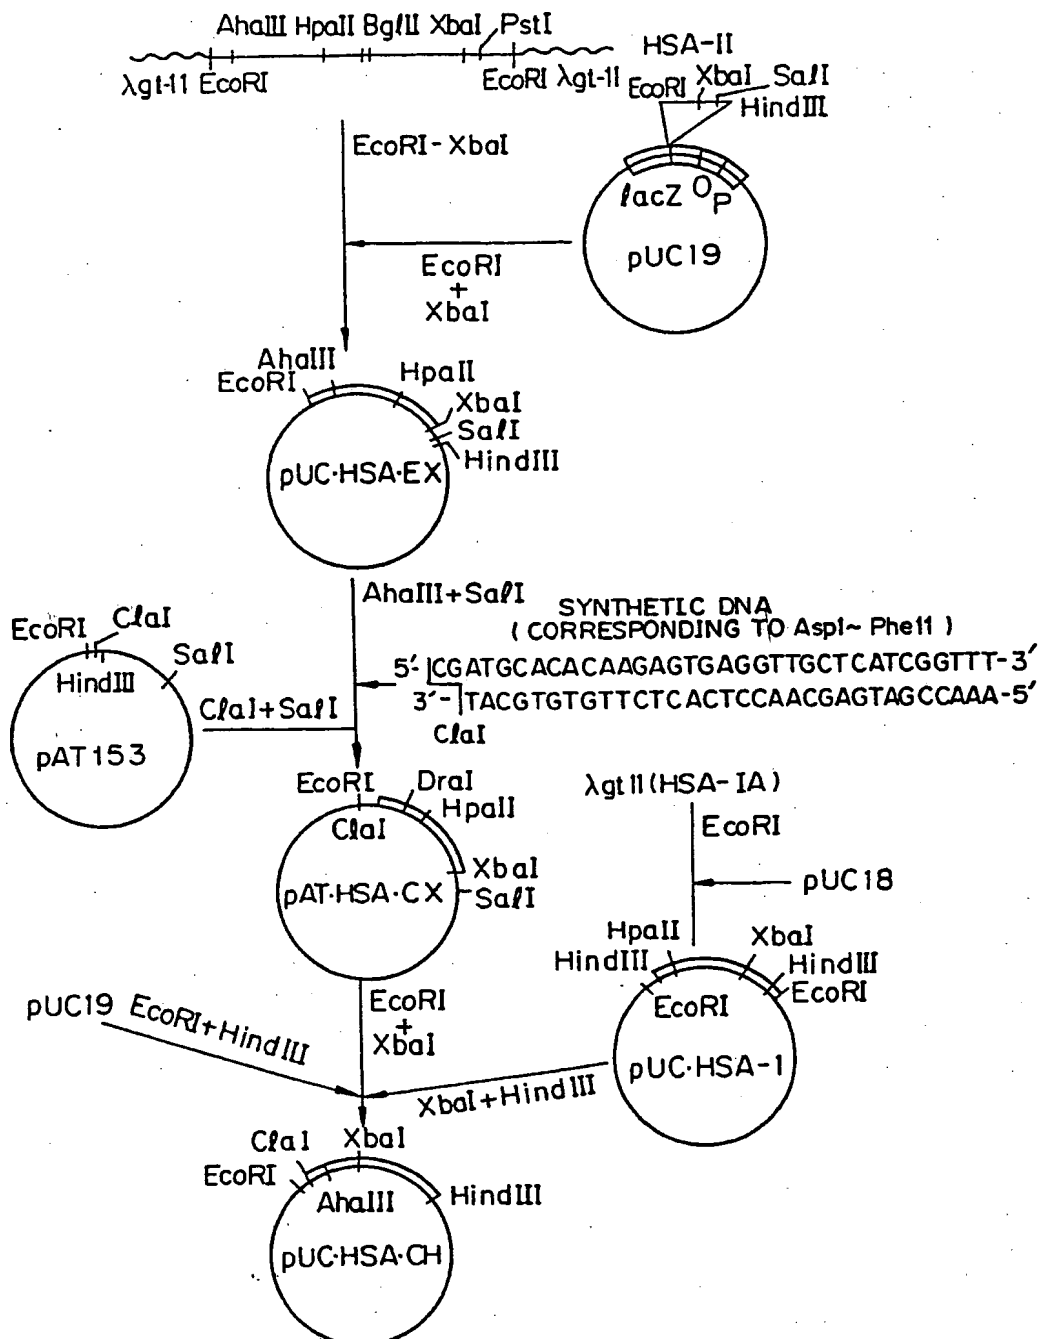 AhaIII HpaII BglII XbaI PstI
λgt-11 EcoRI
EcoRI λgt-11
HSA-II
EcoRI XbaI SalI
HindIII
EcoRI-XbaI
lacZ O P
pUC19
EcoRI
+
XbaI
AhaIII
EcoRI
HpaII
XbaI
SalI
HindIII
pUC·HSA·EX
AhaIII+SalI
SYNTHETIC DNA
( CORRESPONDING TO Asp1~ Phe11 )
5′- CGATGCACACAAGAGTGAGGTTGCTCATCGGTTT-3′
3′- TACGTGTGTTCTCACTCCAACGAGTAGCCAAA-5′
ClaI
EcoRI ClaI
SalI
HindIII
ClaI+SalI
pAT153
EcoRI DraI
HpaII
ClaI
XbaI
SalI
pAT·HSA·CX
λgt11(HSA-IA)
EcoRI
pUC18
HpaII XbaI
HindIII HindIII
EcoRI EcoRI
pUC·HSA-1
EcoRI
+
XbaI
pUC19 EcoRI+HindIII
XbaI+HindIII
ClaI XbaI
EcoRI
AhaIII
HindIII
pUC·HSA·CH